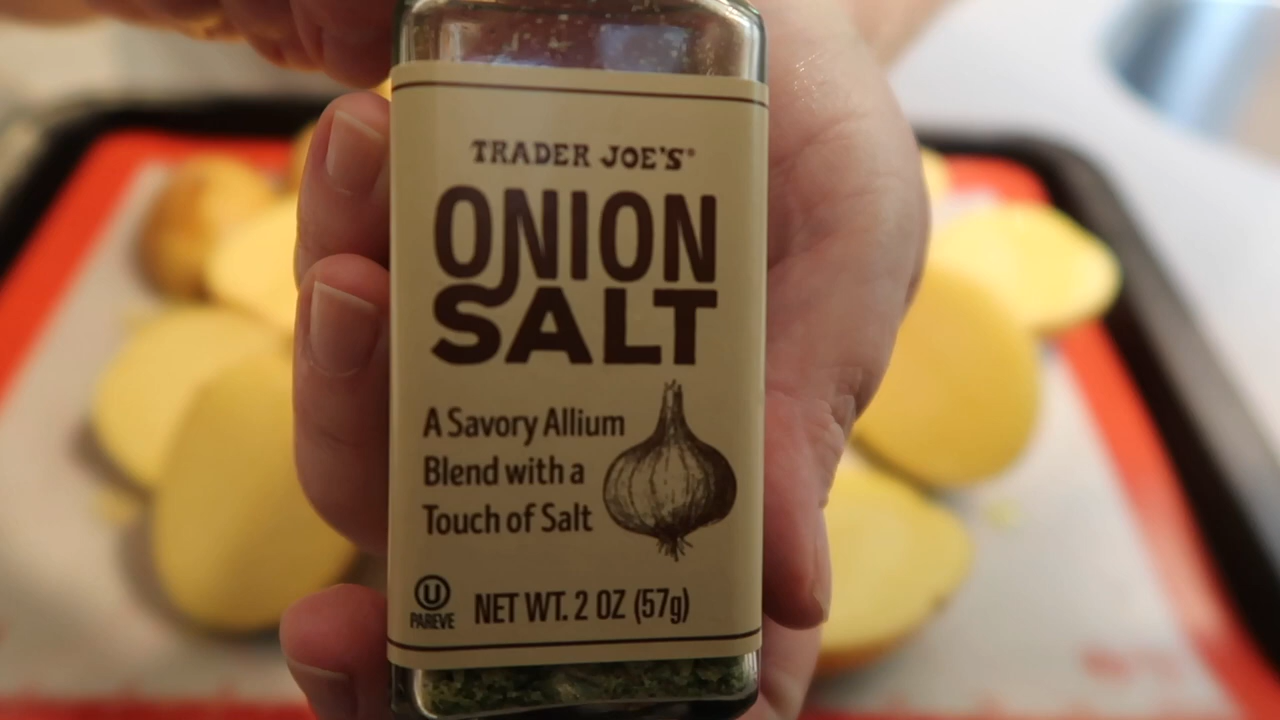 TRADER JOE'S®
ONION
SALT
A Savory Allium
Blend with a
Touch of Salt
U
PAREVE
NET WT. 2 OZ (57g)